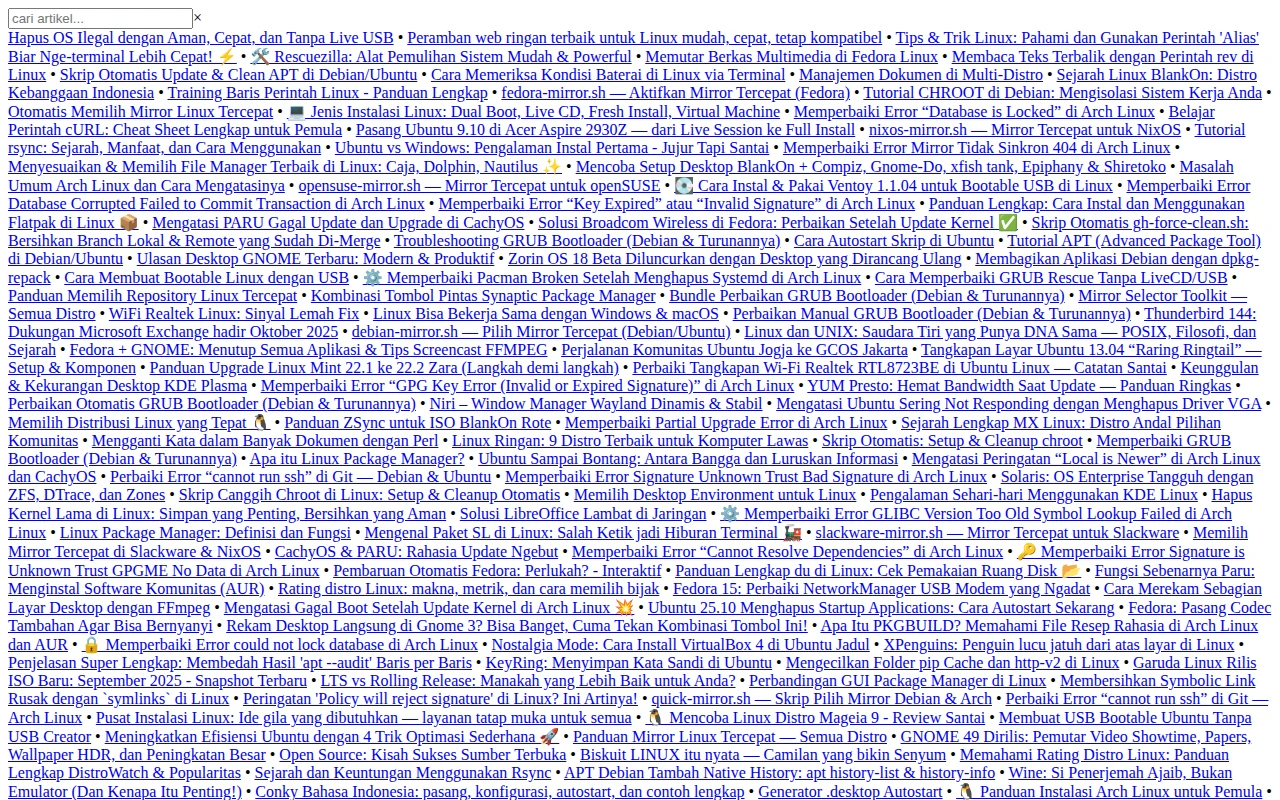 cari artikel... ×
Hapus OS Ilegal dengan Aman, Cepat, dan Tanpa Live USB • Peramban web ringan terbaik untuk Linux mudah, cepat, tetap kompatibel • Tips & Trik Linux: Pahami dan Gunakan Perintah 'Alias'
Biar Nge-terminal Lebih Cepat! ⚡ • 🛠️ Rescuezilla: Alat Pemulihan Sistem Mudah & Powerful • Memutar Berkas Multimedia di Fedora Linux • Membaca Teks Terbalik dengan Perintah rev di
Linux • Skrip Otomatis Update & Clean APT di Debian/Ubuntu • Cara Memeriksa Kondisi Baterai di Linux via Terminal • Manajemen Dokumen di Multi-Distro • Sejarah Linux BlankOn: Distro
Kebanggaan Indonesia • Training Baris Perintah Linux - Panduan Lengkap • fedora-mirror.sh — Aktifkan Mirror Tercepat (Fedora) • Tutorial CHROOT di Debian: Mengisolasi Sistem Kerja Anda •
Otomatis Memilih Mirror Linux Tercepat • 💻 Jenis Instalasi Linux: Dual Boot, Live CD, Fresh Install, Virtual Machine • Memperbaiki Error “Database is Locked” di Arch Linux • Belajar
Perintah cURL: Cheat Sheet Lengkap untuk Pemula • Pasang Ubuntu 9.10 di Acer Aspire 2930Z — dari Live Session ke Full Install • nixos-mirror.sh — Mirror Tercepat untuk NixOS • Tutorial
rsync: Sejarah, Manfaat, dan Cara Menggunakan • Ubuntu vs Windows: Pengalaman Instal Pertama - Jujur Tapi Santai • Memperbaiki Error Mirror Tidak Sinkron 404 di Arch Linux •
Menyesuaikan & Memilih File Manager Terbaik di Linux: Caja, Dolphin, Nautilus ✨ • Mencoba Setup Desktop BlankOn + Compiz, Gnome-Do, xfish tank, Epiphany & Shiretoko • Masalah
Umum Arch Linux dan Cara Mengatasinya • opensuse-mirror.sh — Mirror Tercepat untuk openSUSE • 💽 Cara Instal & Pakai Ventoy 1.1.04 untuk Bootable USB di Linux • Memperbaiki Error
Database Corrupted Failed to Commit Transaction di Arch Linux • Memperbaiki Error “Key Expired” atau “Invalid Signature” di Arch Linux • Panduan Lengkap: Cara Instal dan Menggunakan
Flatpak di Linux 📦 • Mengatasi PARU Gagal Update dan Upgrade di CachyOS • Solusi Broadcom Wireless di Fedora: Perbaikan Setelah Update Kernel ✅ • Skrip Otomatis gh-force-clean.sh:
Bersihkan Branch Lokal & Remote yang Sudah Di-Merge • Troubleshooting GRUB Bootloader (Debian & Turunannya) • Cara Autostart Skrip di Ubuntu • Tutorial APT (Advanced Package Tool)
di Debian/Ubuntu • Ulasan Desktop GNOME Terbaru: Modern & Produktif • Zorin OS 18 Beta Diluncurkan dengan Desktop yang Dirancang Ulang • Membagikan Aplikasi Debian dengan dpkg-
repack • Cara Membuat Bootable Linux dengan USB • ⚙️ Memperbaiki Pacman Broken Setelah Menghapus Systemd di Arch Linux • Cara Memperbaiki GRUB Rescue Tanpa LiveCD/USB •
Panduan Memilih Repository Linux Tercepat • Kombinasi Tombol Pintas Synaptic Package Manager • Bundle Perbaikan GRUB Bootloader (Debian & Turunannya) • Mirror Selector Toolkit —
Semua Distro • WiFi Realtek Linux: Sinyal Lemah Fix • Linux Bisa Bekerja Sama dengan Windows & macOS • Perbaikan Manual GRUB Bootloader (Debian & Turunannya) • Thunderbird 144:
Dukungan Microsoft Exchange hadir Oktober 2025 • debian-mirror.sh — Pilih Mirror Tercepat (Debian/Ubuntu) • Linux dan UNIX: Saudara Tiri yang Punya DNA Sama — POSIX, Filosofi, dan
Sejarah • Fedora + GNOME: Menutup Semua Aplikasi & Tips Screencast FFMPEG • Perjalanan Komunitas Ubuntu Jogja ke GCOS Jakarta • Tangkapan Layar Ubuntu 13.04 “Raring Ringtail” —
Setup & Komponen • Panduan Upgrade Linux Mint 22.1 ke 22.2 Zara (Langkah demi langkah) • Perbaiki Tangkapan Wi-Fi Realtek RTL8723BE di Ubuntu Linux — Catatan Santai • Keunggulan
& Kekurangan Desktop KDE Plasma • Memperbaiki Error “GPG Key Error (Invalid or Expired Signature)” di Arch Linux • YUM Presto: Hemat Bandwidth Saat Update — Panduan Ringkas •
Perbaikan Otomatis GRUB Bootloader (Debian & Turunannya) • Niri – Window Manager Wayland Dinamis & Stabil • Mengatasi Ubuntu Sering Not Responding dengan Menghapus Driver VGA •
Memilih Distribusi Linux yang Tepat 🐧 • Panduan ZSync untuk ISO BlankOn Rote • Memperbaiki Partial Upgrade Error di Arch Linux • Sejarah Lengkap MX Linux: Distro Andal Pilihan
Komunitas • Mengganti Kata dalam Banyak Dokumen dengan Perl • Linux Ringan: 9 Distro Terbaik untuk Komputer Lawas • Skrip Otomatis: Setup & Cleanup chroot • Memperbaiki GRUB
Bootloader (Debian & Turunannya) • Apa itu Linux Package Manager? • Ubuntu Sampai Bontang: Antara Bangga dan Luruskan Informasi • Mengatasi Peringatan “Local is Newer” di Arch Linux
dan CachyOS • Perbaiki Error “cannot run ssh” di Git — Debian & Ubuntu • Memperbaiki Error Signature Unknown Trust Bad Signature di Arch Linux • Solaris: OS Enterprise Tangguh dengan
ZFS, DTrace, dan Zones • Skrip Canggih Chroot di Linux: Setup & Cleanup Otomatis • Memilih Desktop Environment untuk Linux • Pengalaman Sehari-hari Menggunakan KDE Linux • Hapus
Kernel Lama di Linux: Simpan yang Penting, Bersihkan yang Aman • Solusi LibreOffice Lambat di Jaringan • ⚙️ Memperbaiki Error GLIBC Version Too Old Symbol Lookup Failed di Arch
Linux • Linux Package Manager: Definisi dan Fungsi • Mengenal Paket SL di Linux: Salah Ketik jadi Hiburan Terminal 🚂 • slackware-mirror.sh — Mirror Tercepat untuk Slackware • Memilih
Mirror Tercepat di Slackware & NixOS • CachyOS & PARU: Rahasia Update Ngebut • Memperbaiki Error “Cannot Resolve Dependencies” di Arch Linux • 🔑 Memperbaiki Error Signature is
Unknown Trust GPGME No Data di Arch Linux • Pembaruan Otomatis Fedora: Perlukah? - Interaktif • Panduan Lengkap du di Linux: Cek Pemakaian Ruang Disk 📂 • Fungsi Sebenarnya Paru:
Menginstal Software Komunitas (AUR) • Rating distro Linux: makna, metrik, dan cara memilih bijak • Fedora 15: Perbaiki NetworkManager USB Modem yang Ngadat • Cara Merekam Sebagian
Layar Desktop dengan FFmpeg • Mengatasi Gagal Boot Setelah Update Kernel di Arch Linux 💥 • Ubuntu 25.10 Menghapus Startup Applications: Cara Autostart Sekarang • Fedora: Pasang Codec
Tambahan Agar Bisa Bernyanyi • Rekam Desktop Langsung di Gnome 3? Bisa Banget, Cuma Tekan Kombinasi Tombol Ini! • Apa Itu PKGBUILD? Memahami File Resep Rahasia di Arch Linux
dan AUR • 🔒 Memperbaiki Error could not lock database di Arch Linux • Nostalgia Mode: Cara Install VirtualBox 4 di Ubuntu Jadul • XPenguins: Penguin lucu jatuh dari atas layar di Linux •
Penjelasan Super Lengkap: Membedah Hasil 'apt --audit' Baris per Baris • KeyRing: Menyimpan Kata Sandi di Ubuntu • Mengecilkan Folder pip Cache dan http-v2 di Linux • Garuda Linux Rilis
ISO Baru: September 2025 - Snapshot Terbaru • LTS vs Rolling Release: Manakah yang Lebih Baik untuk Anda? • Perbandingan GUI Package Manager di Linux • Membersihkan Symbolic Link
Rusak dengan `symlinks` di Linux • Peringatan 'Policy will reject signature' di Linux? Ini Artinya! • quick-mirror.sh — Skrip Pilih Mirror Debian & Arch • Perbaiki Error “cannot run ssh” di Git —
Arch Linux • Pusat Instalasi Linux: Ide gila yang dibutuhkan — layanan tatap muka untuk semua • 🐧 Mencoba Linux Distro Mageia 9 - Review Santai • Membuat USB Bootable Ubuntu Tanpa
USB Creator • Meningkatkan Efisiensi Ubuntu dengan 4 Trik Optimasi Sederhana 🚀 • Panduan Mirror Linux Tercepat — Semua Distro • GNOME 49 Dirilis: Pemutar Video Showtime, Papers,
Wallpaper HDR, dan Peningkatan Besar • Open Source: Kisah Sukses Sumber Terbuka • Biskuit LINUX itu nyata — Camilan yang bikin Senyum • Memahami Rating Distro Linux: Panduan
Lengkap DistroWatch & Popularitas • Sejarah dan Keuntungan Menggunakan Rsync • APT Debian Tambah Native History: apt history-list & history-info • Wine: Si Penerjemah Ajaib, Bukan
Emulator (Dan Kenapa Itu Penting!) • Conky Bahasa Indonesia: pasang, konfigurasi, autostart, dan contoh lengkap • Generator .desktop Autostart • 🐧 Panduan Instalasi Arch Linux untuk Pemula •